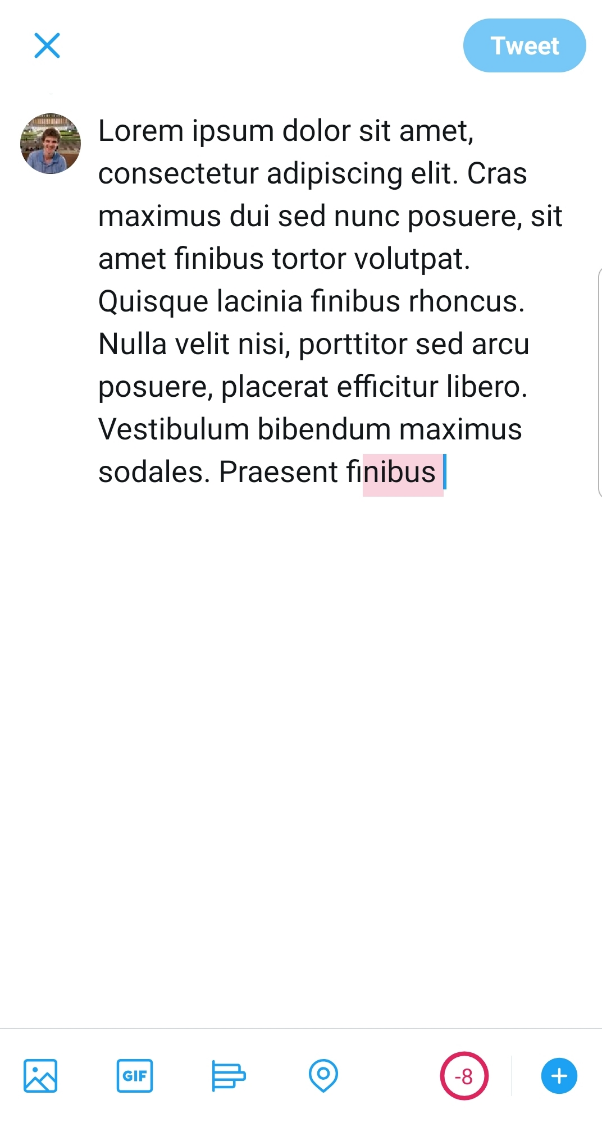 Tweet
Lorem ipsum dolor sit amet,
consectetur adipiscing elit. Cras
maximus dui sed nunc posuere, sit
amet finibus tortor volutpat.
Quisque lacinia finibus rhoncus.
Nulla velit nisi, porttitor sed arcu
posuere, placerat efficitur libero.
Vestibulum bibendum maximus
sodales. Praesent finibus
GIF
-8